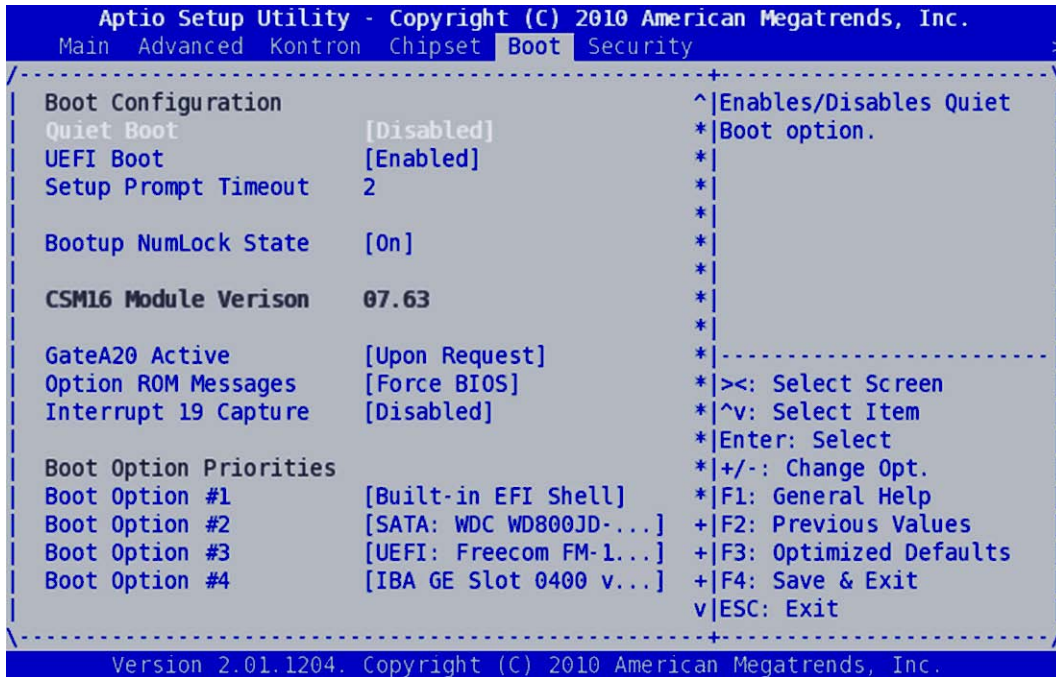 Aptio Setup Utility - Copyright (C) 2010 American Megatrends, Inc.
Main Advanced Kontron Chipset Boot Security >
/------------------------------------------------+-------------------------\
| Boot Configuration ^|Enables/Disables Quiet
| Quiet Boot [Disabled] *|Boot option.
| UEFI Boot [Enabled] *|
| Setup Prompt Timeout 2 *|
| *|
| Bootup NumLock State [On] *|
| *|
| CSM16 Module Verison 07.63 *|
| *|
| GateA20 Active [Upon Request] *|-------------------------
| Option ROM Messages [Force BIOS] *|><: Select Screen
| Interrupt 19 Capture [Disabled] *|^v: Select Item
| *|Enter: Select
| Boot Option Priorities *|+/-: Change Opt.
| Boot Option #1 [Built-in EFI Shell] *|F1: General Help
| Boot Option #2 [SATA: WDC WD800JD-...] +|F2: Previous Values
| Boot Option #3 [UEFI: Freecom FM-1...] +|F3: Optimized Defaults
| Boot Option #4 [IBA GE Slot 0400 v...] +|F4: Save & Exit
| v|ESC: Exit
\------------------------------------------------+-------------------------/
Version 2.01.1204. Copyright (C) 2010 American Megatrends, Inc.